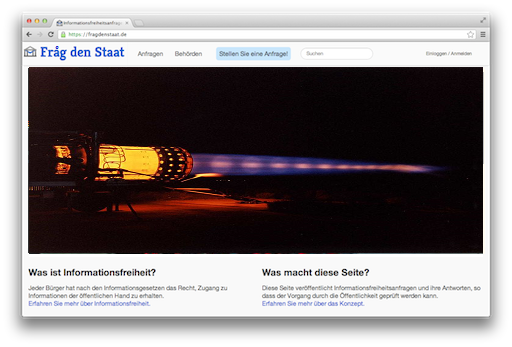 Informationsfreiheitsanfrag
https://fragdenstaat.de
Fråg den Staat
Anfragen
Behörden
Stellen Sie eine Anfrage!
Suchen
Einloggen / Anmelden
Was ist Informationsfreiheit?
Jeder Bürger hat nach den Informationsgesetzen das Recht, Zugang zu
Informationen der öffentlichen Hand zu erhalten.
Erfahren Sie mehr über Informationsfreiheit.
Was macht diese Seite?
Diese Seite veröffentlicht Informationsfreiheitsanfragen und ihre Antworten, so
dass der Vorgang durch die Öffentlichkeit geprüft werden kann.
Erfahren Sie mehr über das Konzept.